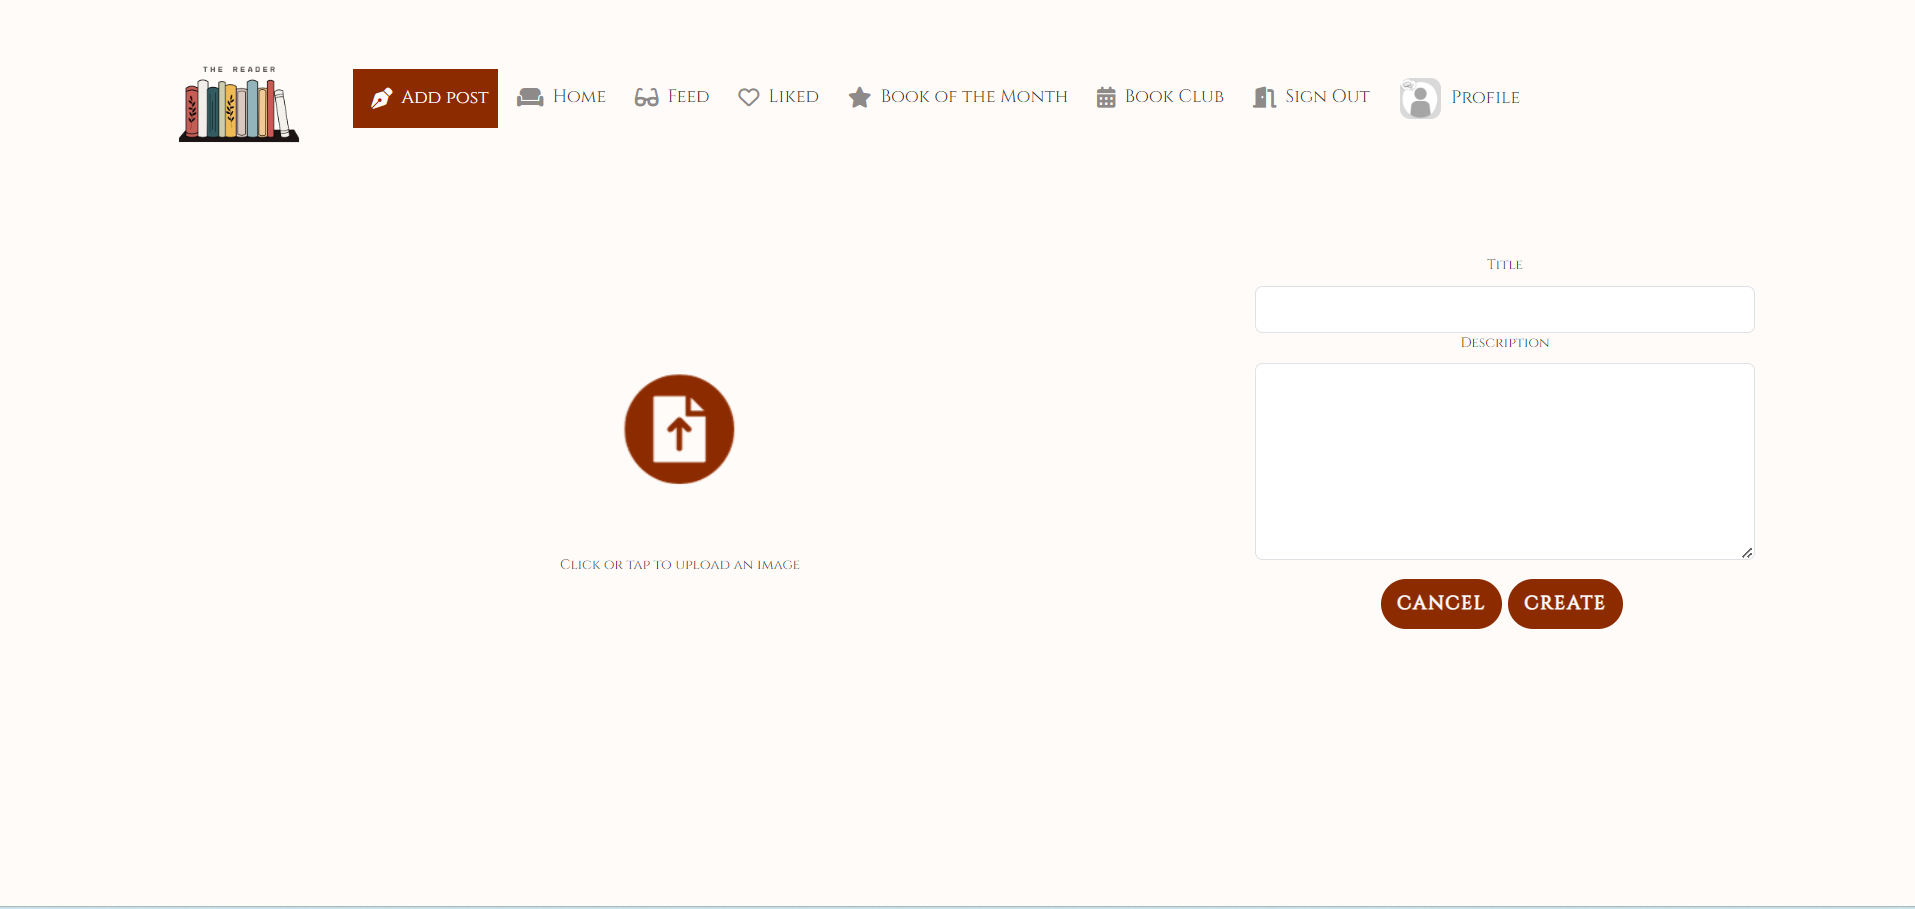 THE READER
Add post Home Feed Liked Book of the Month Book Club Sign Out Profile
Title
Description
Click or tap to upload an image
CANCEL CREATE